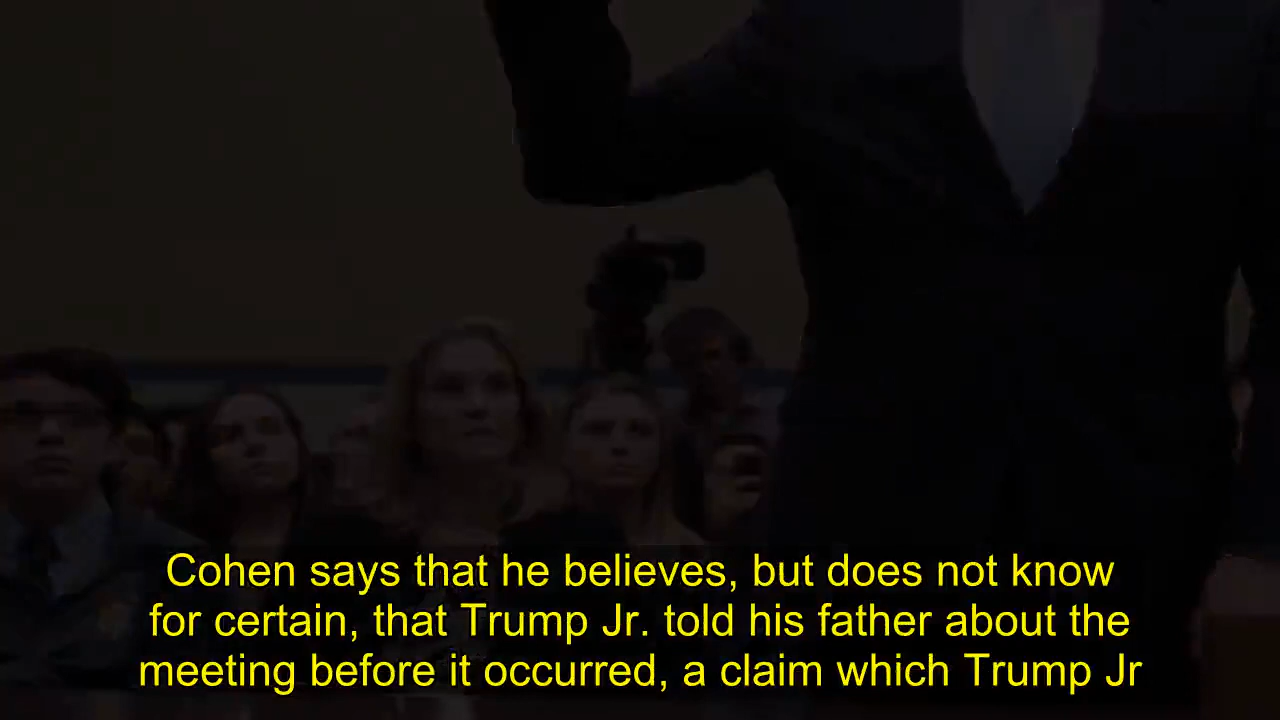 Cohen says that he believes, but does not know
for certain, that Trump Jr. told his father about the
meeting before it occurred, a claim which Trump Jr